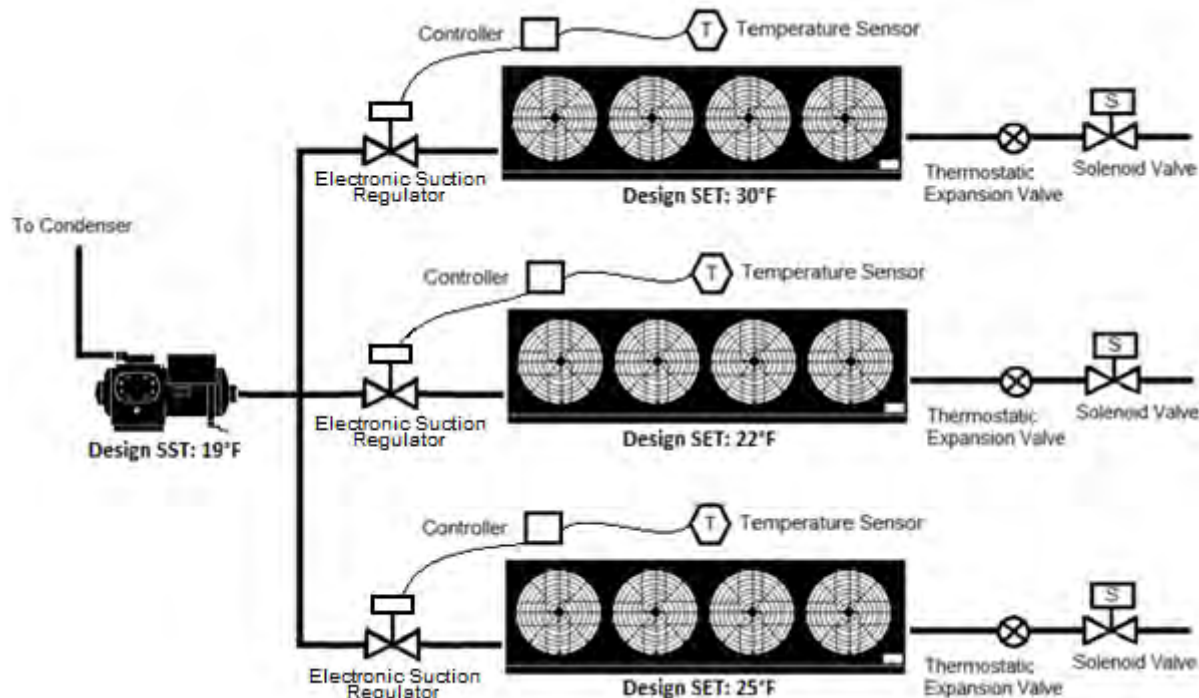 Controller
T
Temperature Sensor
S
Electronic Suction
Regulator
Design SET: 30°F
Thermostatic
Expansion Valve
Solenoid Valve
To Condenser
Controller
T
Temperature Sensor
S
Electronic Suction
Regulator
Design SST: 19°F
Design SET: 22°F
Thermostatic
Expansion Valve
Solenoid Valve
Controller
T
Temperature Sensor
S
Electronic Suction
Regulator
Design SET: 25°F
Thermostatic
Expansion Valve
Solenoid Valve